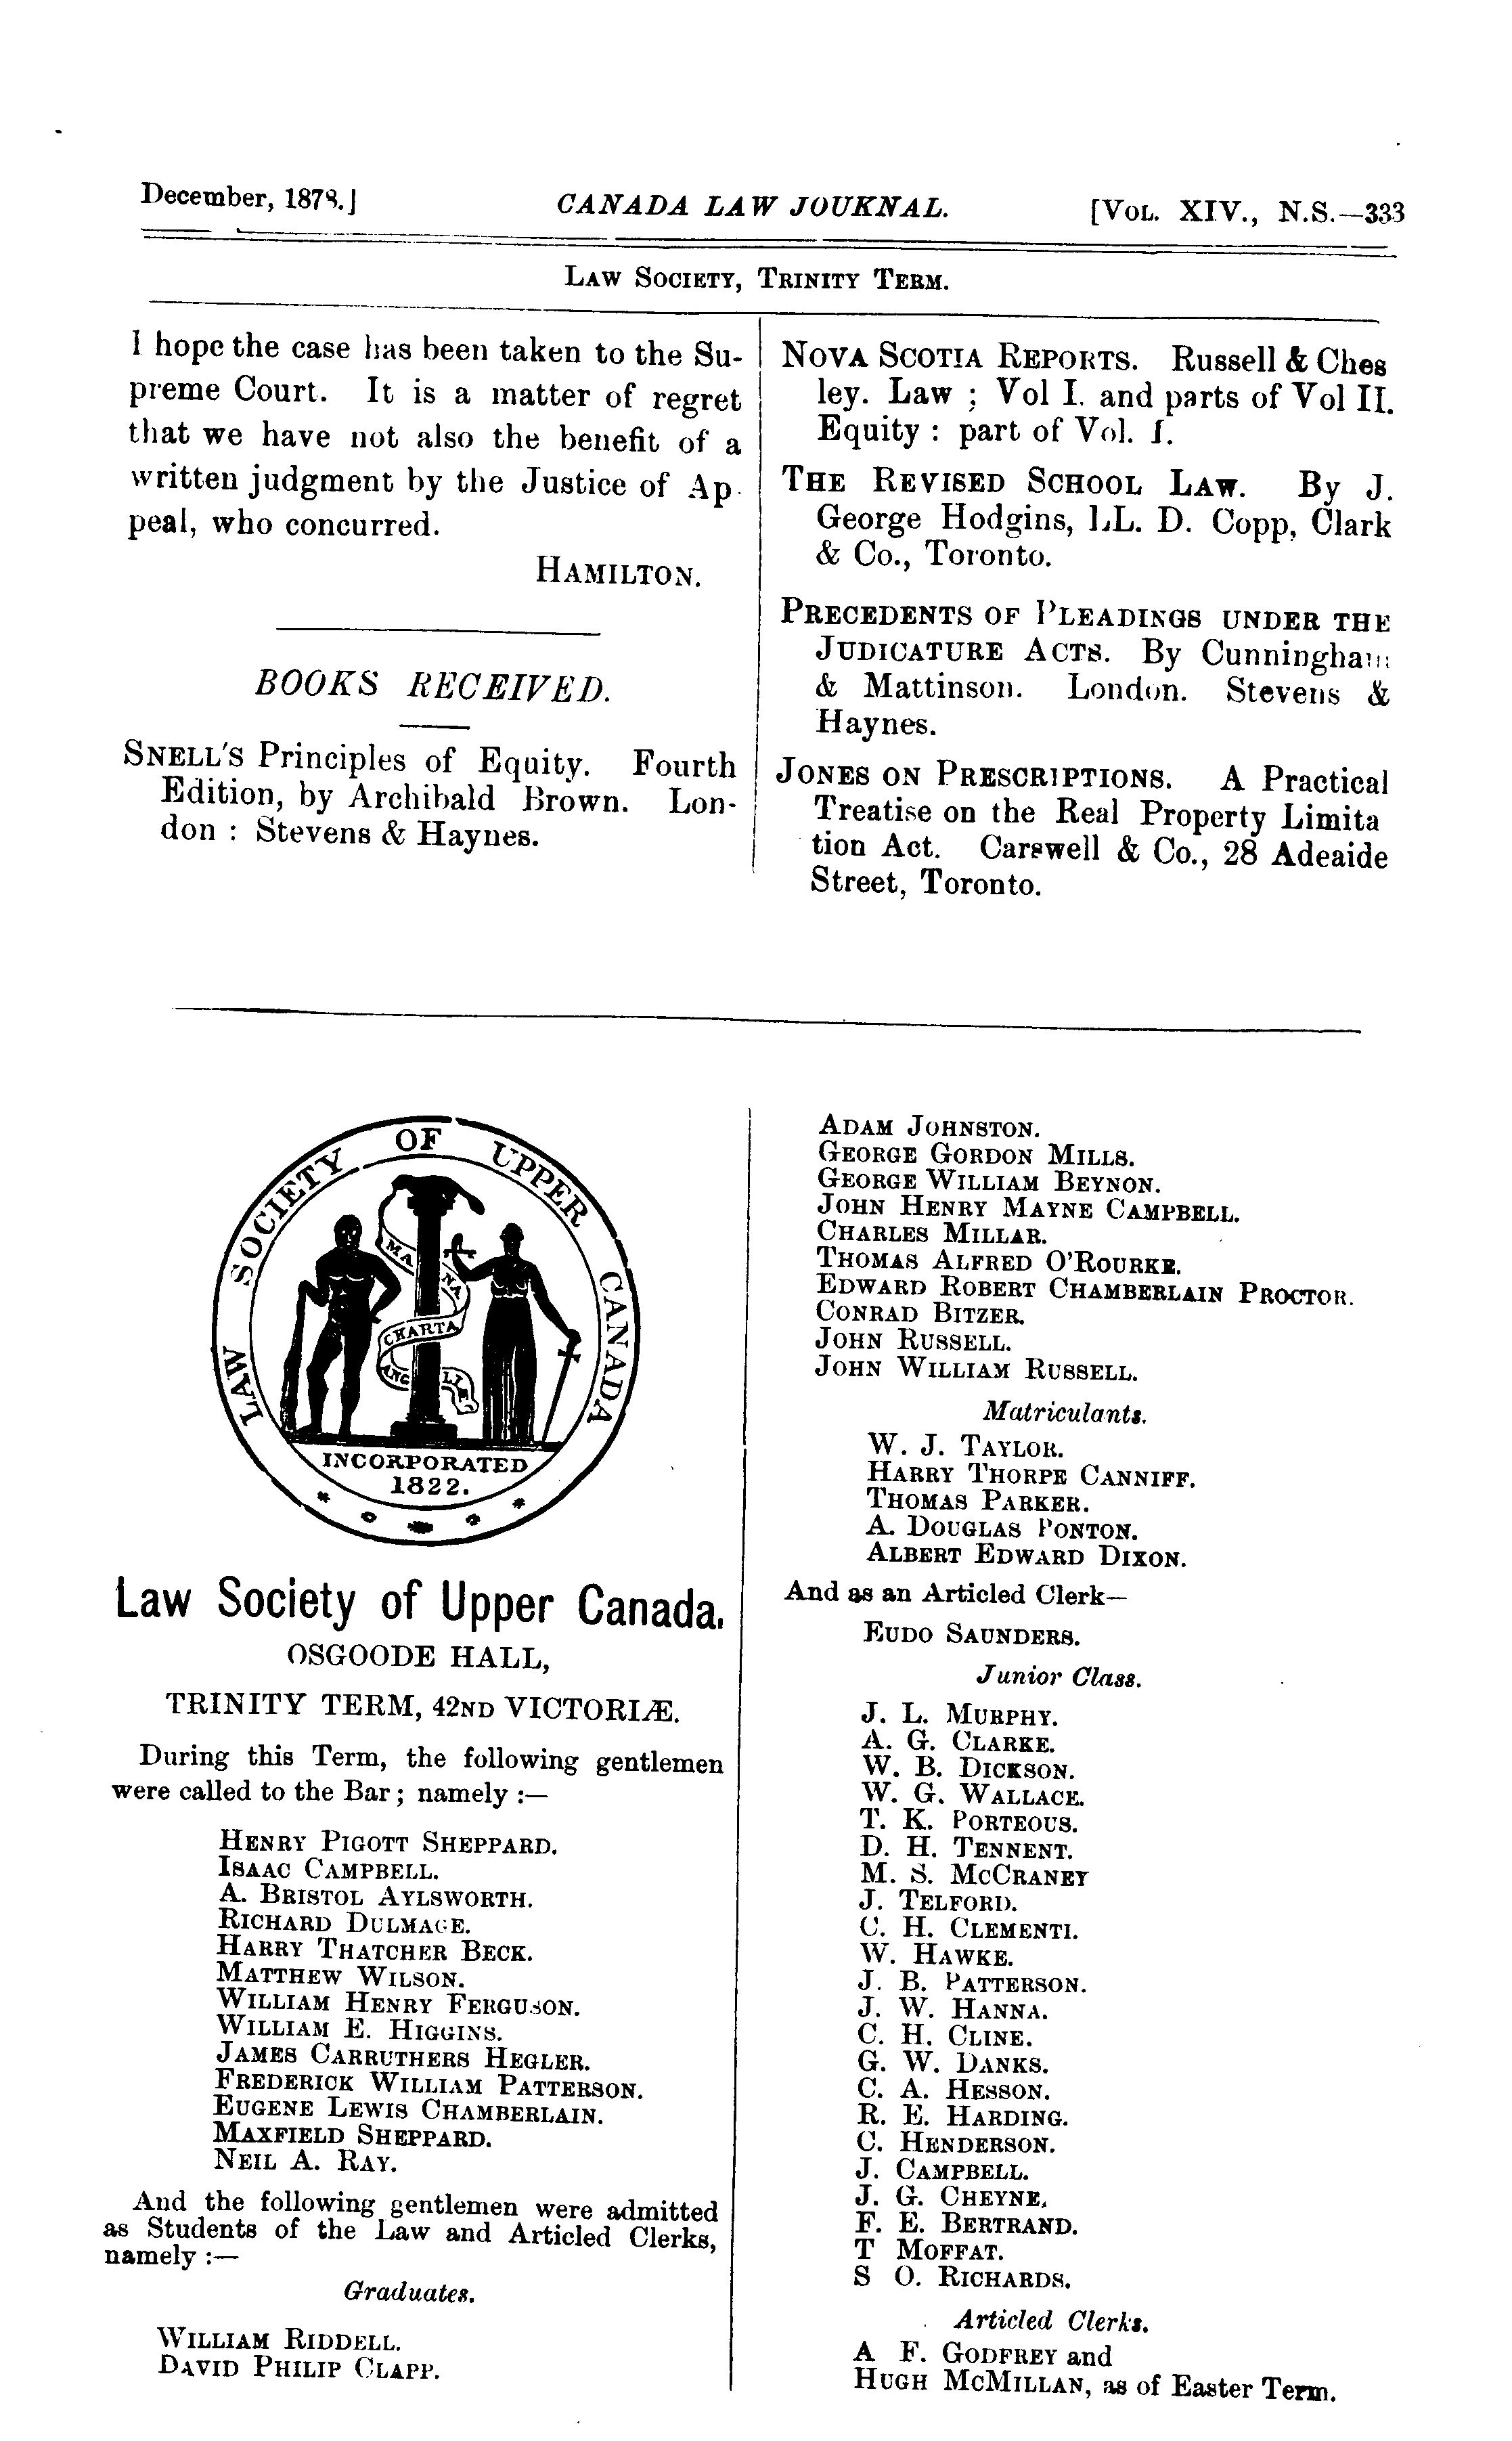 December, 1878.]
CANADA LAW JOURNAL.
[VOL. XIV., N.S.—333
LAW SOCIETY, TRINITY TERM.
I hope the case has been taken to the Su-
preme Court. It is a matter of regret
that we have not also the benefit of a
written judgment by the Justice of Ap-
peal, who concurred.
HAMILTON.
BOOKS RECEIVED.
SNELL'S Principles of Equity. Fourth
Edition, by Archibald Brown. Lon-
don : Stevens & Haynes.
NOVA SCOTIA REPORTS. Russell & Ches
ley. Law ; Vol I. and parts of Vol II.
Equity : part of Vol. I.
THE REVISED SCHOOL LAW. By J.
George Hodgins, LL. D. Copp, Clark
& Co., Toronto.
PRECEDENTS OF PLEADINGS UNDER THE
JUDICATURE ACTS. By Cunningham
& Mattinson. London. Stevens &
Haynes.
JONES ON PRESCRIPTIONS. A Practical
Treatise on the Real Property Limita
tion Act. Carswell & Co., 28 Adeaide
Street, Toronto.
LAW SOCIETY OF UPPER CANADA
MAGNA
CHARTA
ANGLIÆ
INCORPORATED
1822.
Law Society of Upper Canada.
OSGOODE HALL,
TRINITY TERM, 42ND VICTORIÆ.
During this Term, the following gentlemen
were called to the Bar ; namely :—
HENRY PIGOTT SHEPPARD.
ISAAC CAMPBELL.
A. BRISTOL AYLSWORTH.
RICHARD DULMAGE.
HARRY THATCHER BECK.
MATTHEW WILSON.
WILLIAM HENRY FERGUSON.
WILLIAM E. HIGGINS.
JAMES CARRUTHERS HEGLER.
FREDERICK WILLIAM PATTERSON.
EUGENE LEWIS CHAMBERLAIN.
MAXFIELD SHEPPARD.
NEIL A. RAY.
And the following gentlemen were admitted
as Students of the Law and Articled Clerks,
namely :—
Graduates.
WILLIAM RIDDELL.
DAVID PHILIP CLAPP.
ADAM JOHNSTON.
GEORGE GORDON MILLS.
GEORGE WILLIAM BEYNON.
JOHN HENRY MAYNE CAMPBELL.
CHARLES MILLAR.
THOMAS ALFRED O'ROURKE.
EDWARD ROBERT CHAMBERLAIN PROCTOR.
CONRAD BITZER.
JOHN RUSSELL.
JOHN WILLIAM RUSSELL.
Matriculants.
W. J. TAYLOR.
HARRY THORPE CANNIFF.
THOMAS PARKER.
A. DOUGLAS PONTON.
ALBERT EDWARD DIXON.
And as an Articled Clerk—
EUDO SAUNDERS.
Junior Class.
J. L. MURPHY.
A. G. CLARKE.
W. B. DICKSON.
W. G. WALLACE.
T. K. PORTEOUS.
D. H. TENNENT.
M. S. MCCRANEY
J. TELFORD.
C. H. CLEMENTI.
W. HAWKE.
J. B. PATTERSON.
J. W. HANNA.
C. H. CLINE.
G. W. DANKS.
C. A. HESSON.
R. E. HARDING.
C. HENDERSON.
J. CAMPBELL.
J. G. CHEYNE.
F. E. BERTRAND.
T MOFFAT.
S O. RICHARDS.
Articled Clerks.
A F. GODFREY and
HUGH MCMILLAN, as of Easter Term.